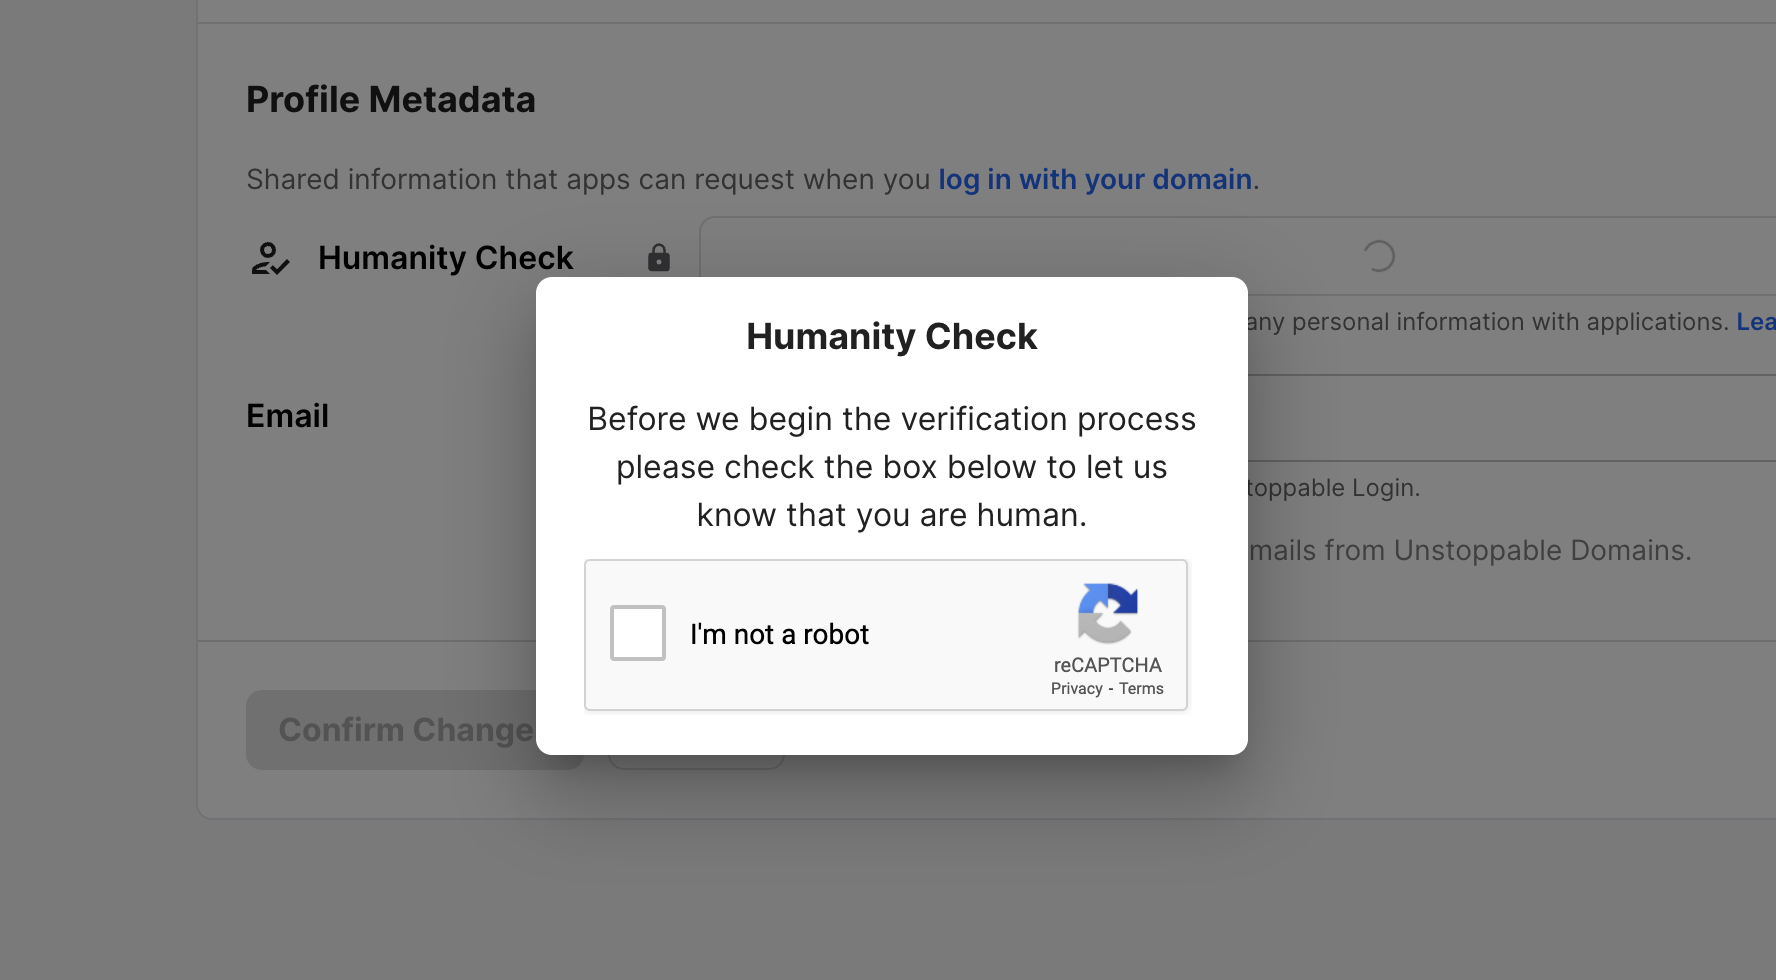 Profile Metadata
Shared information that apps can request when you log in with your domain.
Humanity Check
any personal information with applications. Lea
Email
toppable Login.
mails from Unstoppable Domains.
Confirm Change
Humanity Check
Before we begin the verification process
please check the box below to let us
know that you are human.
I'm not a robot
reCAPTCHA
Privacy - Terms